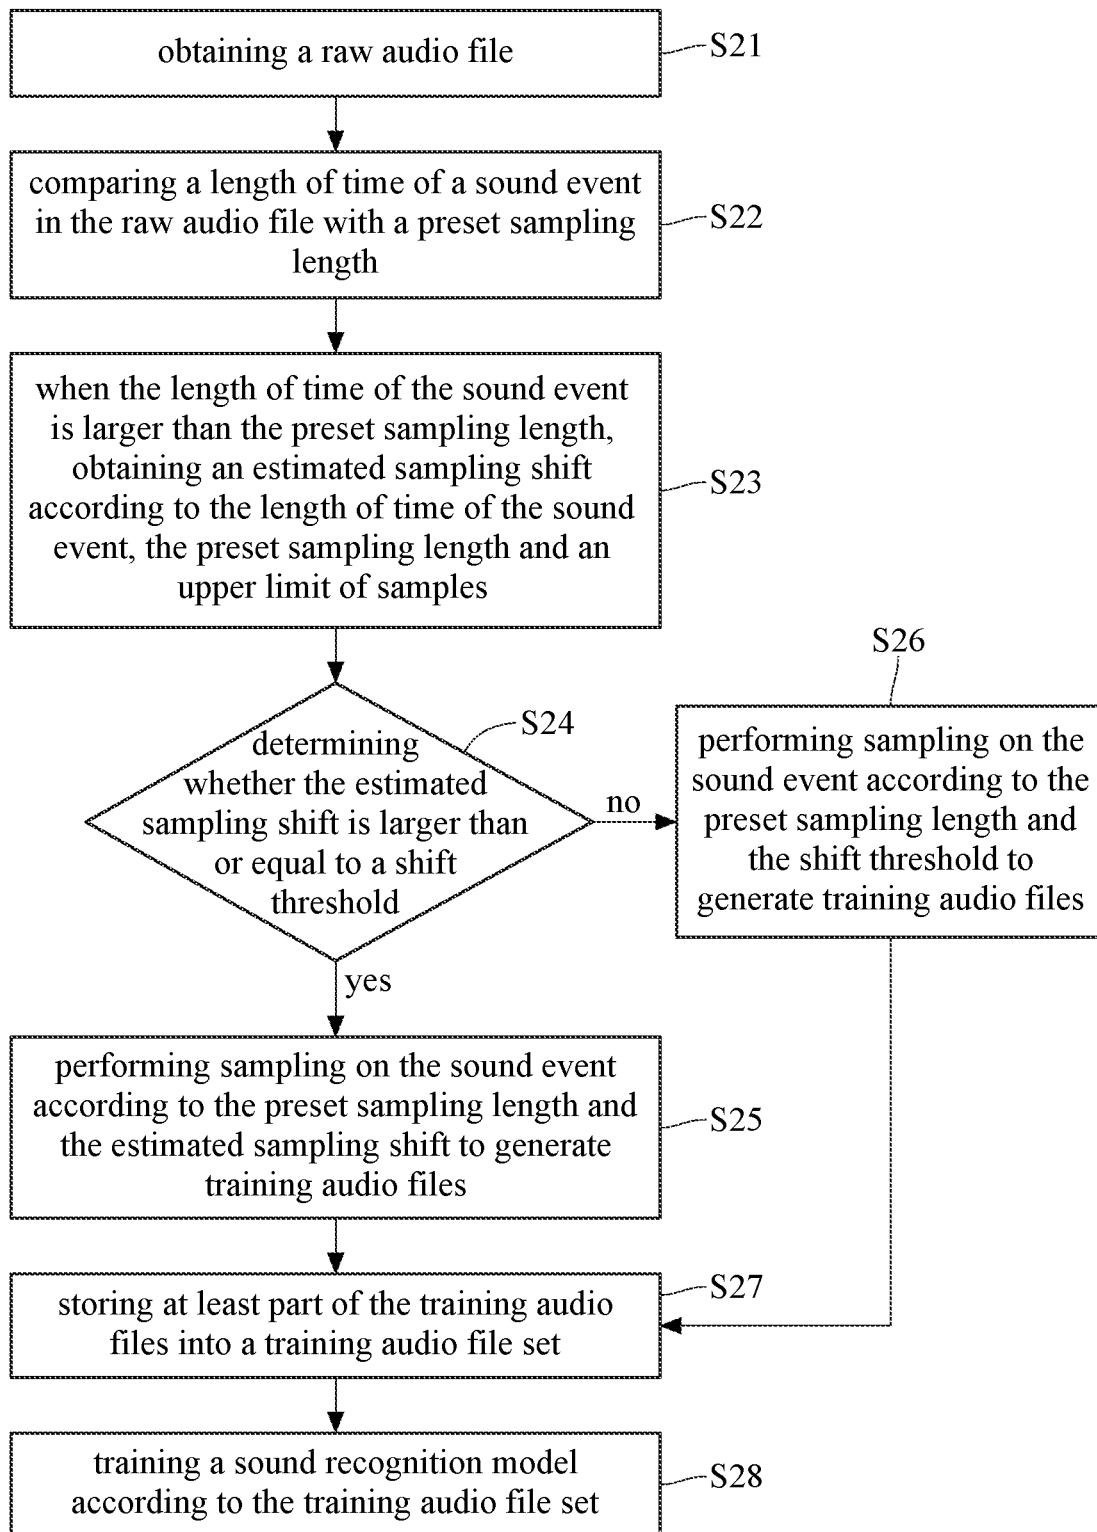 obtaining a raw audio file
S21
comparing a length of time of a sound event
in the raw audio file with a preset sampling
length
S22
when the length of time of the sound event
is larger than the preset sampling length,
obtaining an estimated sampling shift
according to the length of time of the sound
event, the preset sampling length and an
upper limit of samples
S23
determining
whether the estimated
sampling shift is larger than
or equal to a shift
threshold
S24
no
yes
S26
performing sampling on the
sound event according to the
preset sampling length and
the shift threshold to
generate training audio files
performing sampling on the sound event
according to the preset sampling length and
the estimated sampling shift to generate
training audio files
S25
storing at least part of the training audio
files into a training audio file set
S27
training a sound recognition model
according to the training audio file set
S28